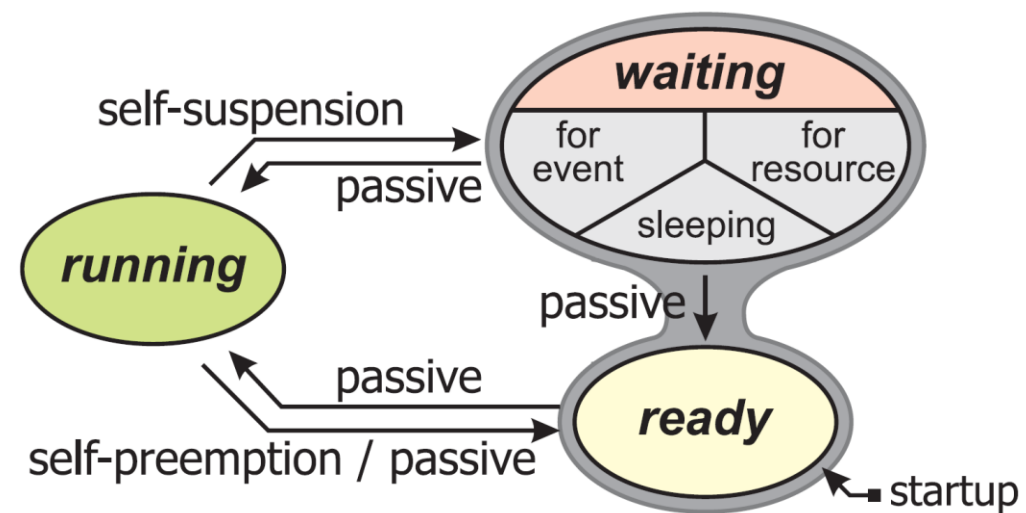 waiting
self-suspension
for
event
for
resource
passive
sleeping
running
passive
passive
ready
self-preemption / passive
startup